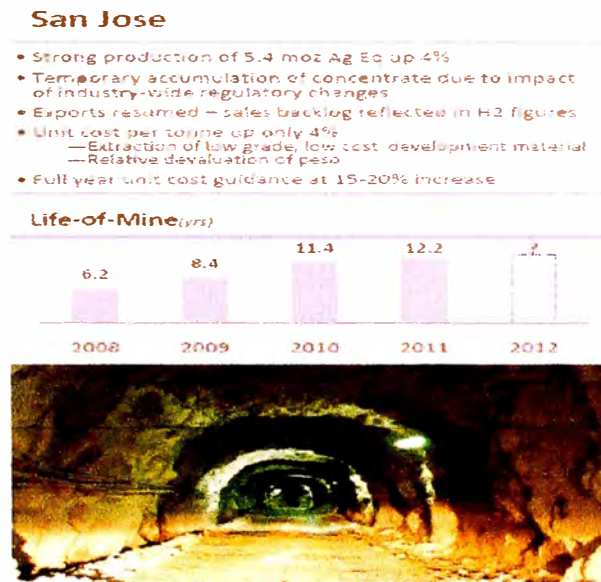 San Jose
• Strong production of 5.4 moz Ag Eq up 4%
• Temporary accumulation of concentrate due to impact
of industry-wide regulatory changes
• Exports resumed – sales backlog reflected in H2 figures
• Unit cost per tonne up only 4%
—Extraction of low grade, low cost development material
—Relative devaluation of peso
• Full year unit cost guidance at 15-20% increase
Life-of-Mine(yrs)
6.2 8.4 11.4 12.2 ?
2008 2009 2010 2011 2012